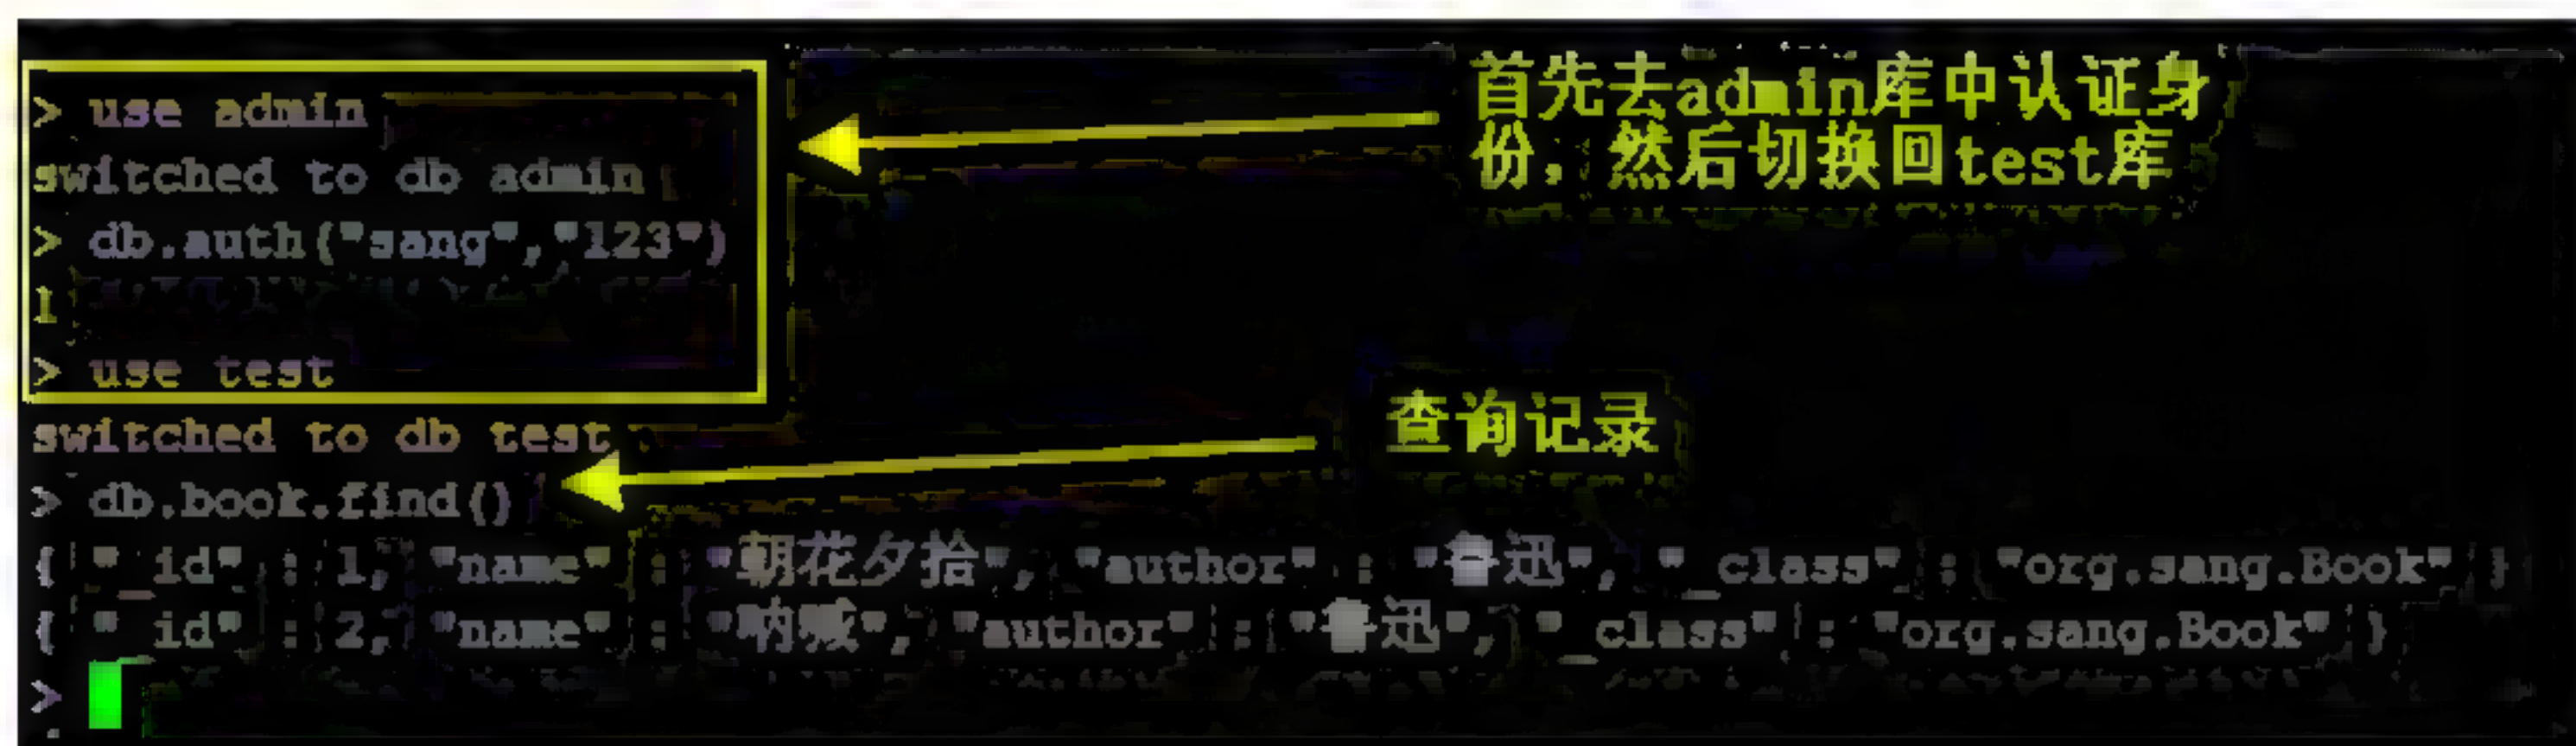 > use admin
switched to db admin
> db.auth("sang","123")
1
> use test
switched to db test
> db.book.find()
{ "_id" : 1, "name" : "朝花夕拾", "author" : "鲁迅", "_class" : "org.sang.Book" }
{ "_id" : 2, "name" : "呐喊", "author" : "鲁迅", "_class" : "org.sang.Book" }
>
首先去admin库中认证身
份，然后切换回test库
查询记录